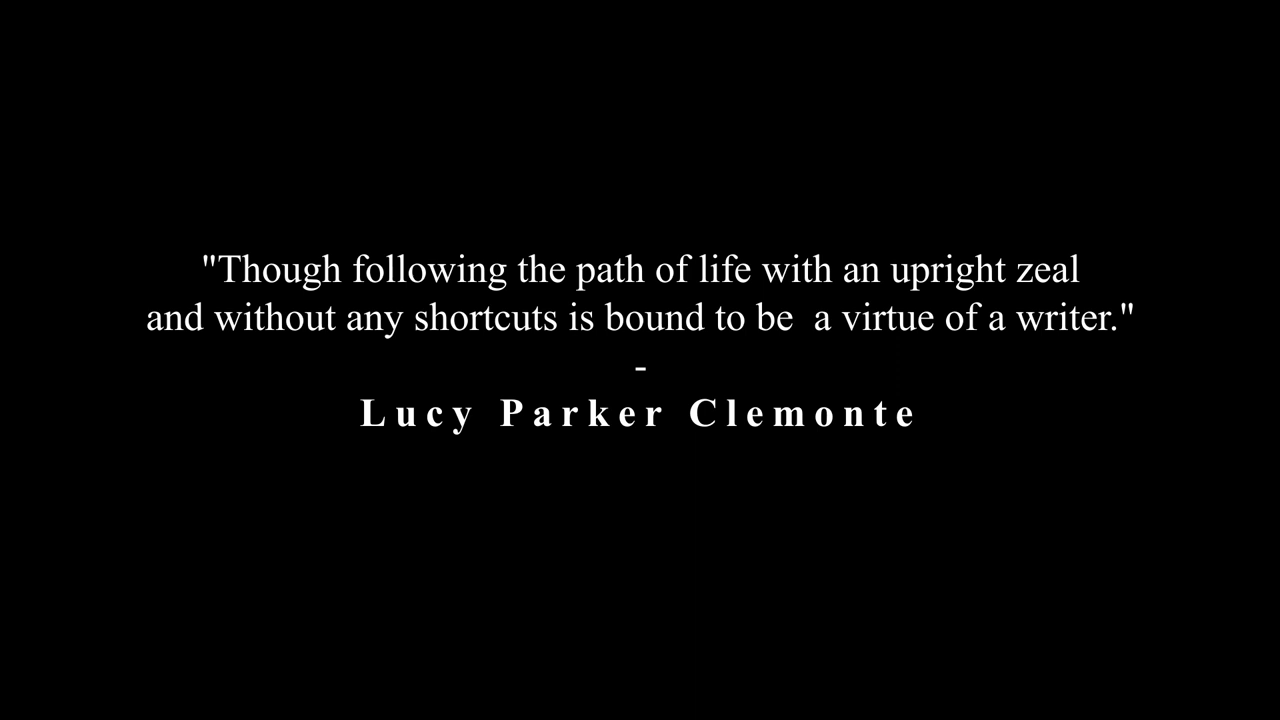 "Though following the path of life with an upright zeal
and without any shortcuts is bound to be  a virtue of a writer."
-
Lucy Parker Clemonte